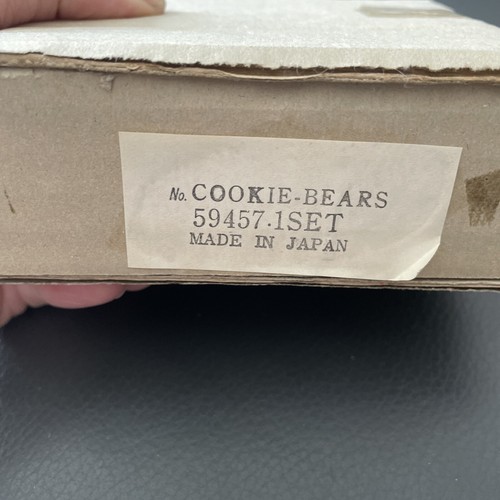 No. COOKIE-BEARS
59457.1SET
MADE IN JAPAN